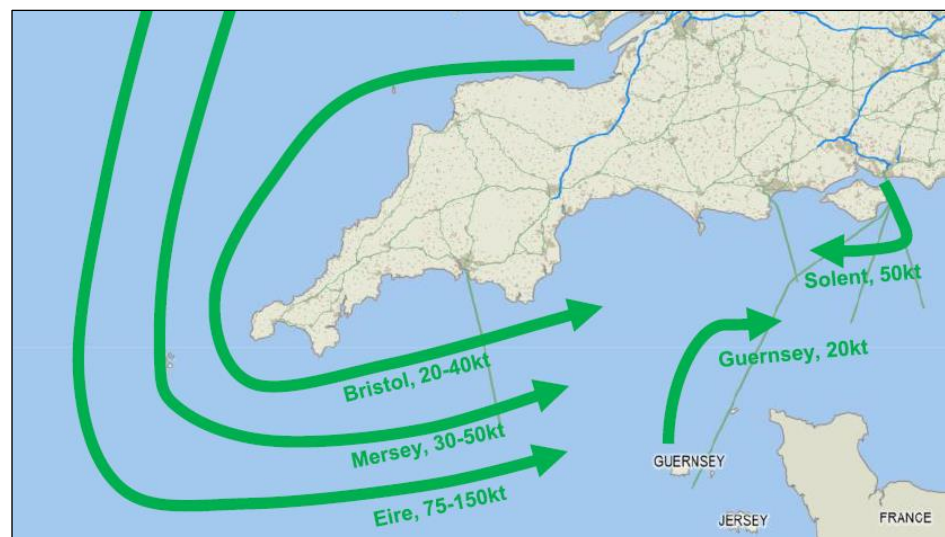 Solent, 50kt
Guernsey, 20kt
Bristol, 20-40kt
Mersey, 30-50kt
GUERNSEY
Eire, 75-150kt
JERSEY
FRANCE